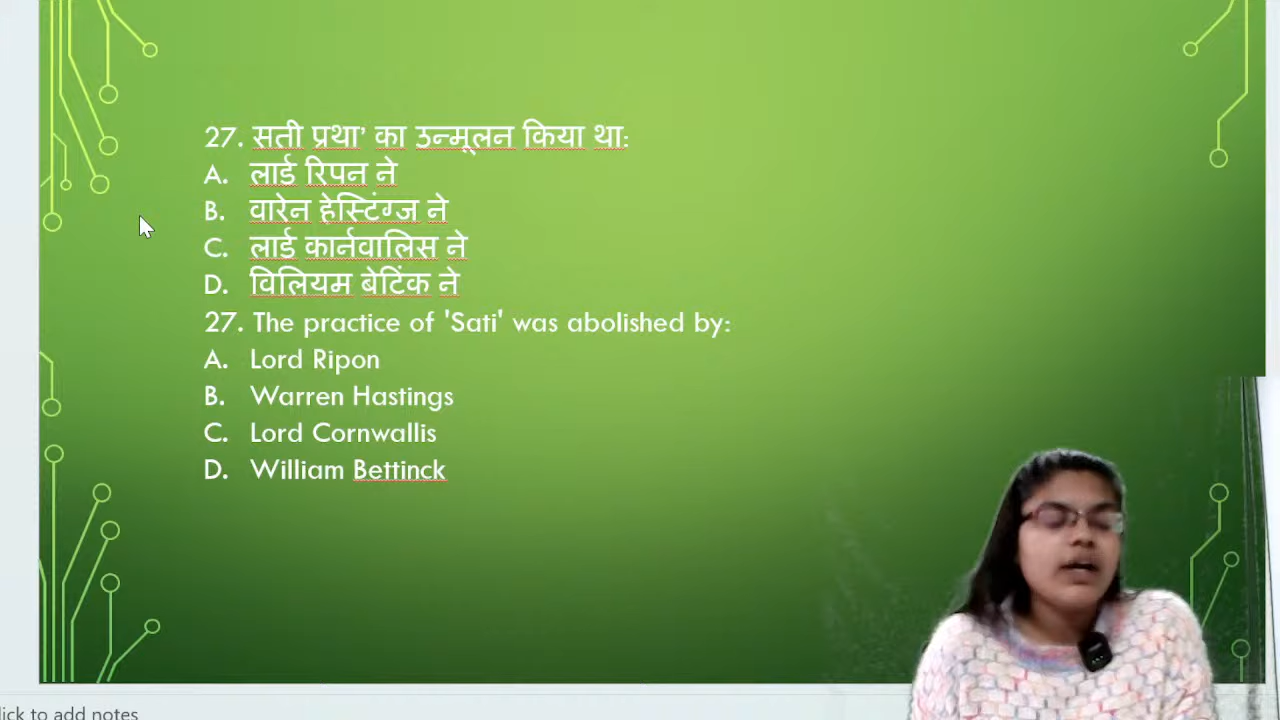 27. सती प्रथा' का उन्मूलन किया था:
A. लार्ड रिपन ने
B. वारेन हेस्टिंग्ज ने
C. लार्ड कार्नवालिस ने
D. विलियम बेटिंक ने
27. The practice of 'Sati' was abolished by:
A. Lord Ripon
B. Warren Hastings
C. Lord Cornwallis
D. William Bettinck
lick to add notes